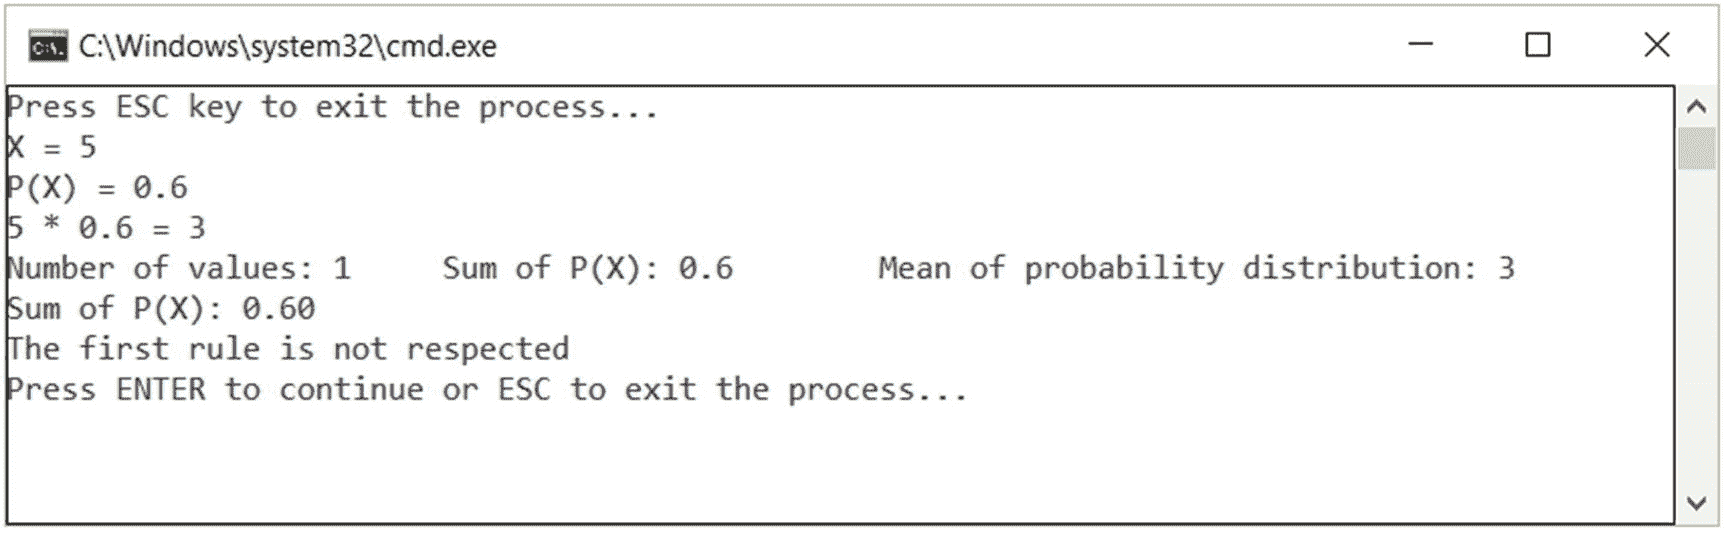 C:\Windows\system32\cmd.exe
Press ESC key to exit the process...
X = 5
P(X) = 0.6
5 * 0.6 = 3
Number of values: 1     Sum of P(X): 0.6        Mean of probability distribution: 3
Sum of P(X): 0.60
The first rule is not respected
Press ENTER to continue or ESC to exit the process...